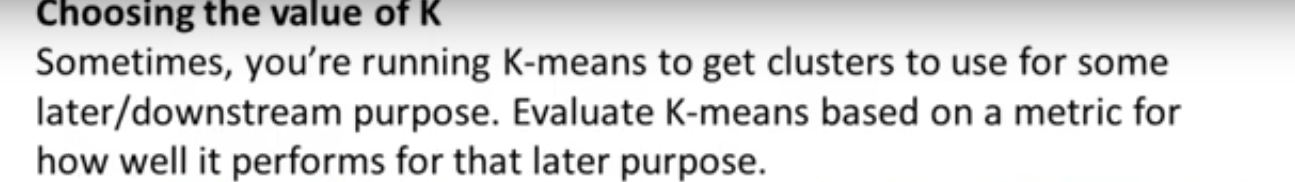 Choosing the value of K
Sometimes, you’re running K-means to get clusters to use for some
later/downstream purpose. Evaluate K-means based on a metric for
how well it performs for that later purpose.